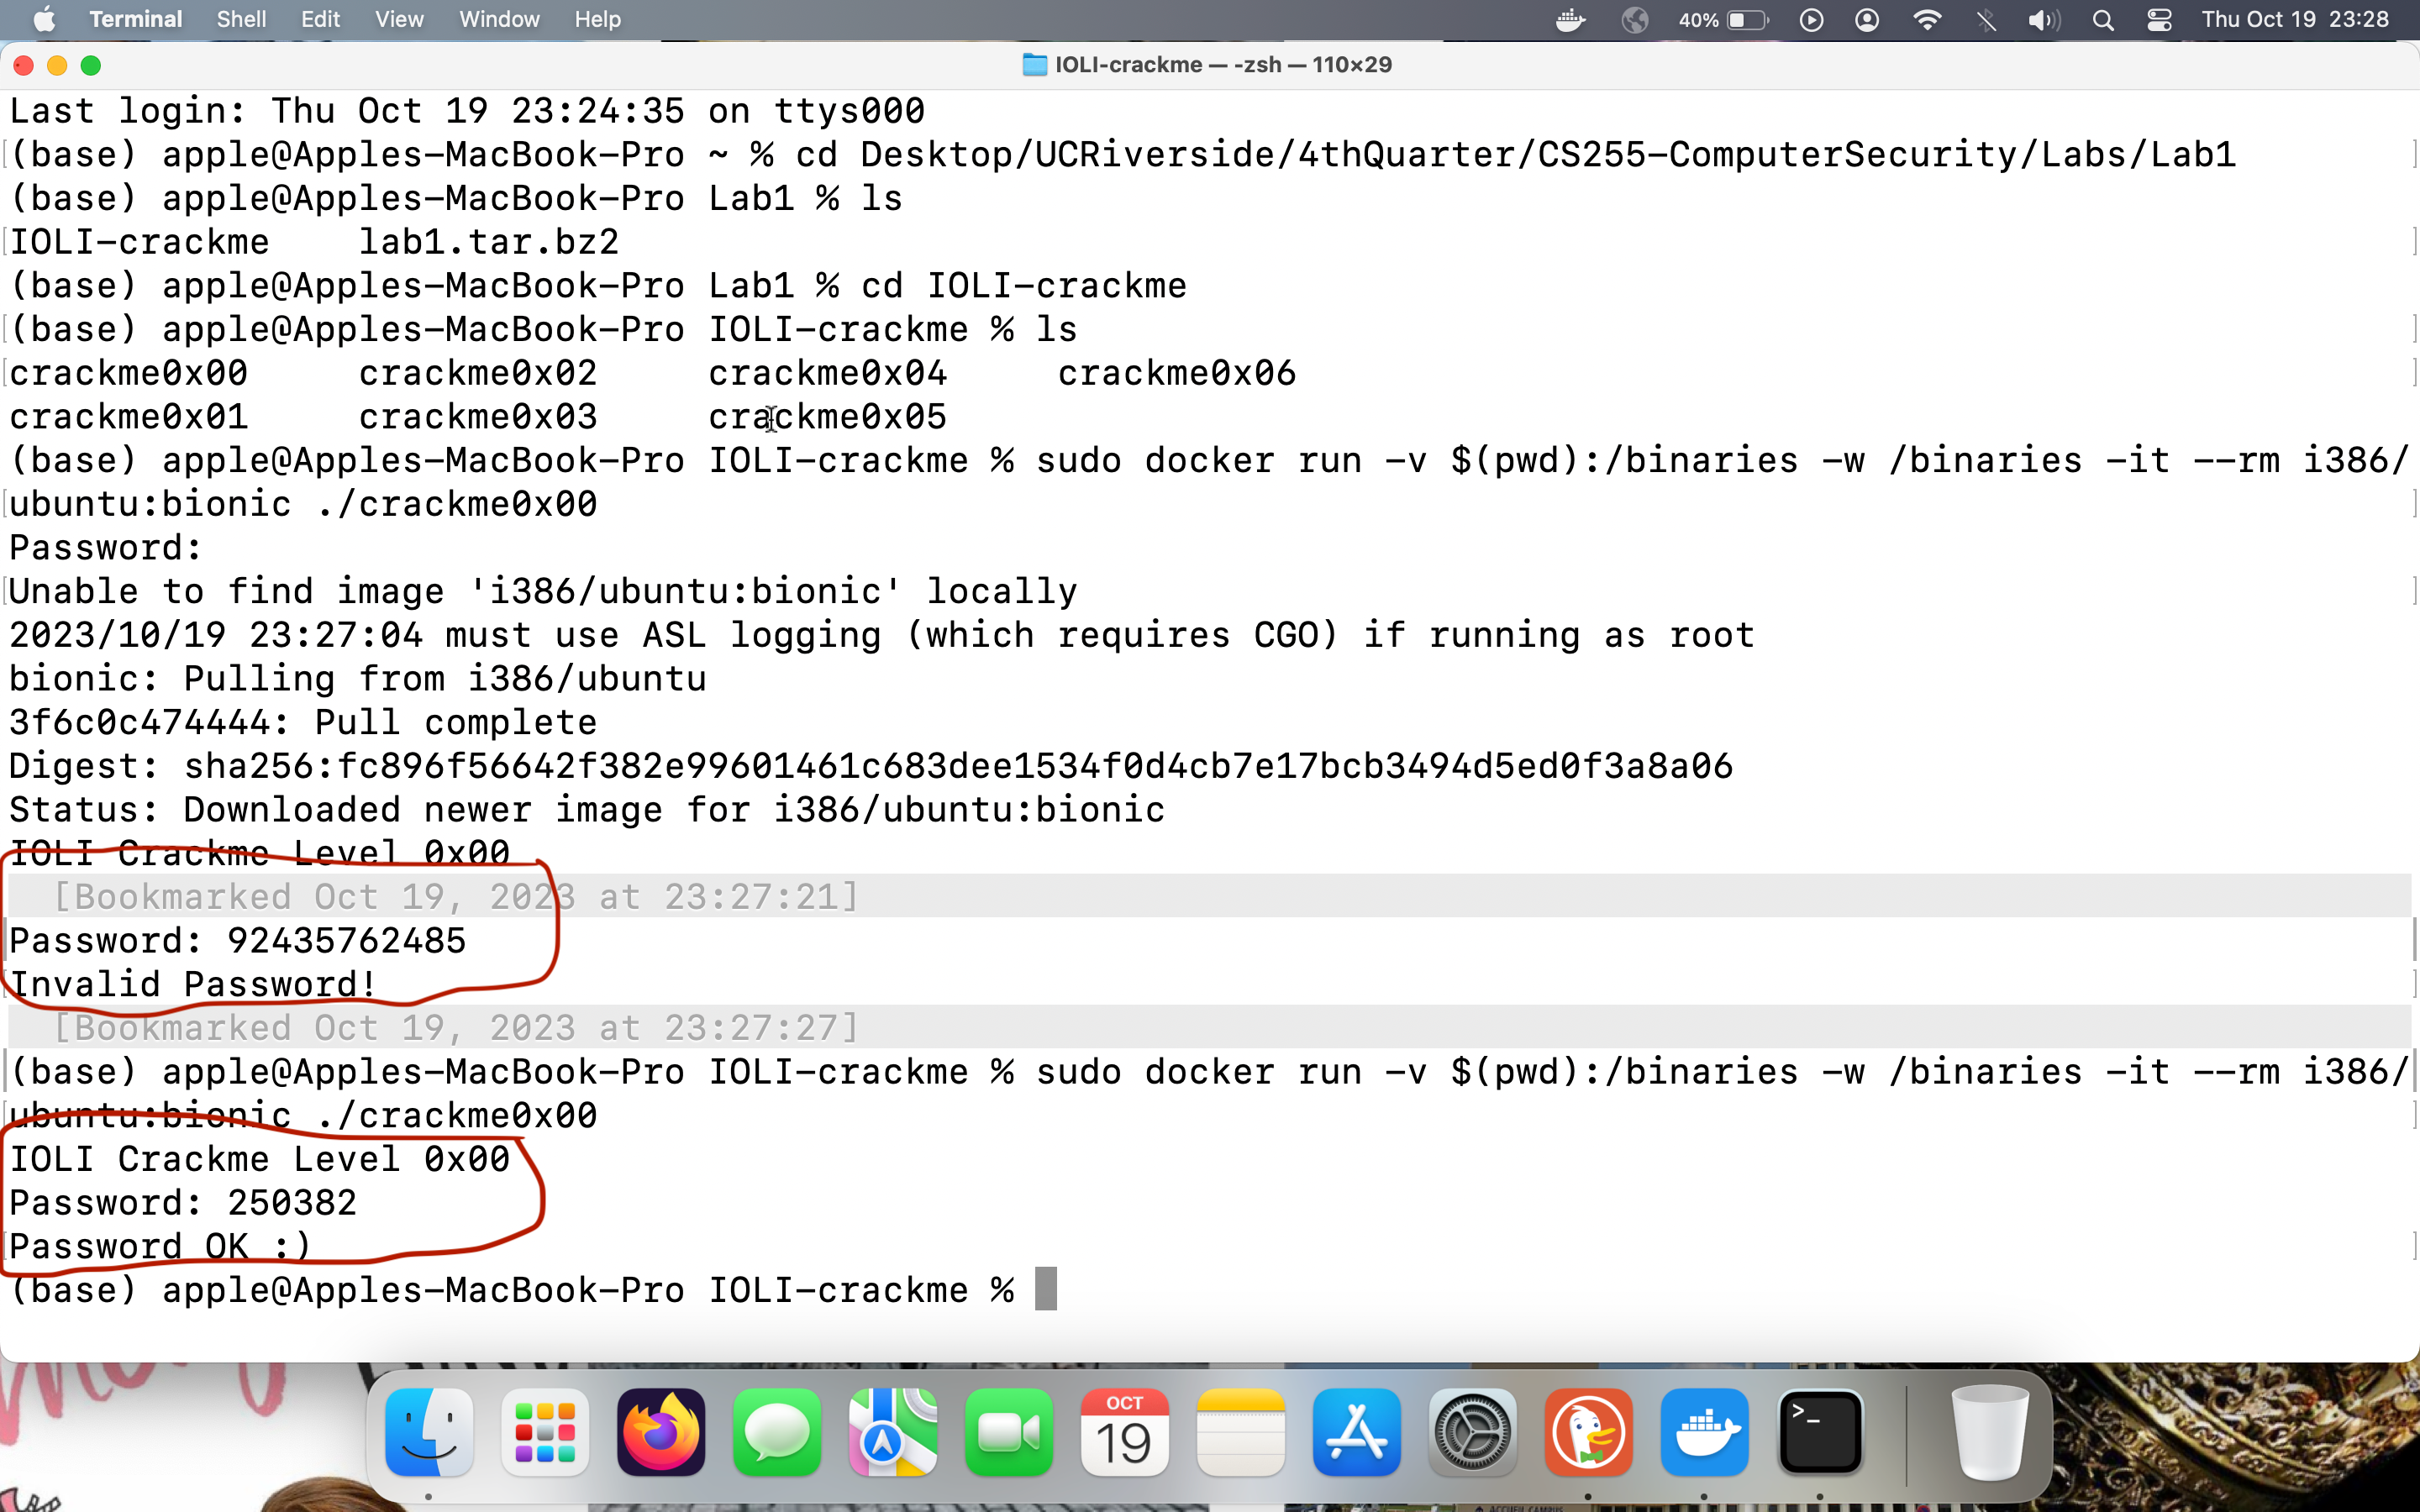 Terminal Shell Edit View Window Help 40% Thu Oct 19 23:28
IOLI-crackme — -zsh — 110×29
Last login: Thu Oct 19 23:24:35 on ttys000
(base) apple@Apples-MacBook-Pro ~ % cd Desktop/UCRiverside/4thQuarter/CS255-ComputerSecurity/Labs/Lab1
(base) apple@Apples-MacBook-Pro Lab1 % ls
IOLI-crackme    lab1.tar.bz2
(base) apple@Apples-MacBook-Pro Lab1 % cd IOLI-crackme
(base) apple@Apples-MacBook-Pro IOLI-crackme % ls
crackme0x00     crackme0x02     crackme0x04     crackme0x06
crackme0x01     crackme0x03     crackme0x05
(base) apple@Apples-MacBook-Pro IOLI-crackme % sudo docker run -v $(pwd):/binaries -w /binaries -it --rm i386/
ubuntu:bionic ./crackme0x00
Password:
Unable to find image 'i386/ubuntu:bionic' locally
2023/10/19 23:27:04 must use ASL logging (which requires CGO) if running as root
bionic: Pulling from i386/ubuntu
3f6c0c474444: Pull complete
Digest: sha256:fc896f56642f382e99601461c683dee1534f0d4cb7e17bcb3494d5ed0f3a8a06
Status: Downloaded newer image for i386/ubuntu:bionic
IOLI Crackme Level 0x00
[Bookmarked Oct 19, 2023 at 23:27:21]
Password: 92435762485
Invalid Password!
[Bookmarked Oct 19, 2023 at 23:27:27]
(base) apple@Apples-MacBook-Pro IOLI-crackme % sudo docker run -v $(pwd):/binaries -w /binaries -it --rm i386/
ubuntu:bionic ./crackme0x00
IOLI Crackme Level 0x00
Password: 250382
Password OK :)
(base) apple@Apples-MacBook-Pro IOLI-crackme %
OCT
19
>_